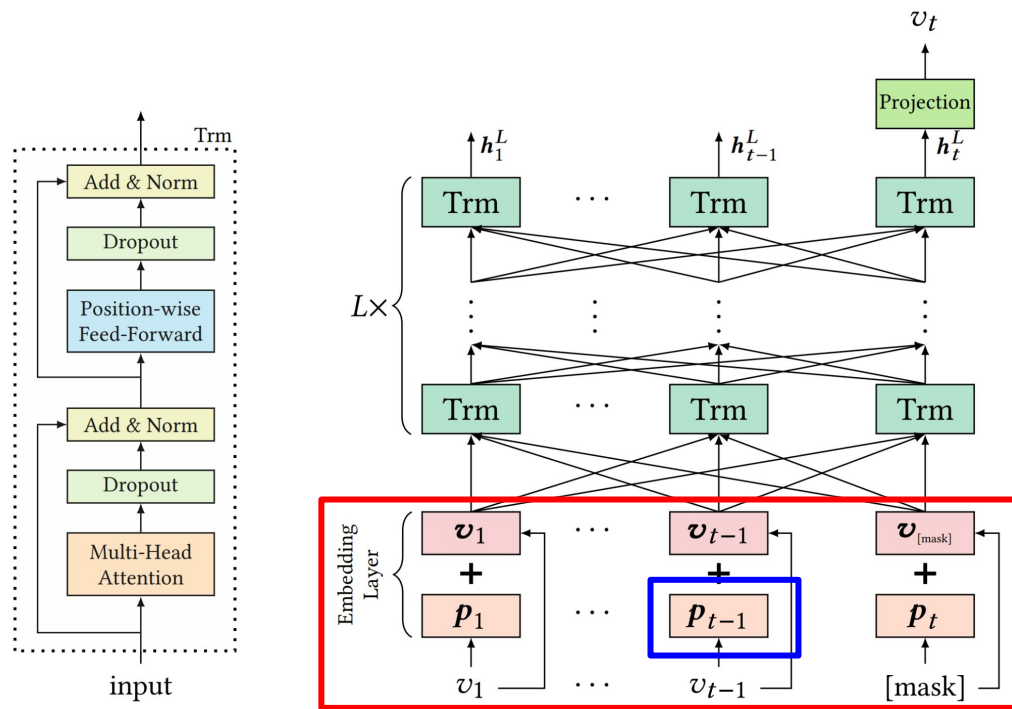 Trm
Add & Norm
Dropout
Position-wise
Feed-Forward
Add & Norm
Dropout
Multi-Head
Attention
input
v_t
Projection
h_1^L
h_{t-1}^L
h_t^L
Trm
...
Trm
Trm
L×
Trm
...
Trm
Trm
Embedding
Layer
v_1
...
v_{t-1}
v_{[mask]}
+
+
+
p_1
...
p_{t-1}
p_t
v_1
...
v_{t-1}
[mask]